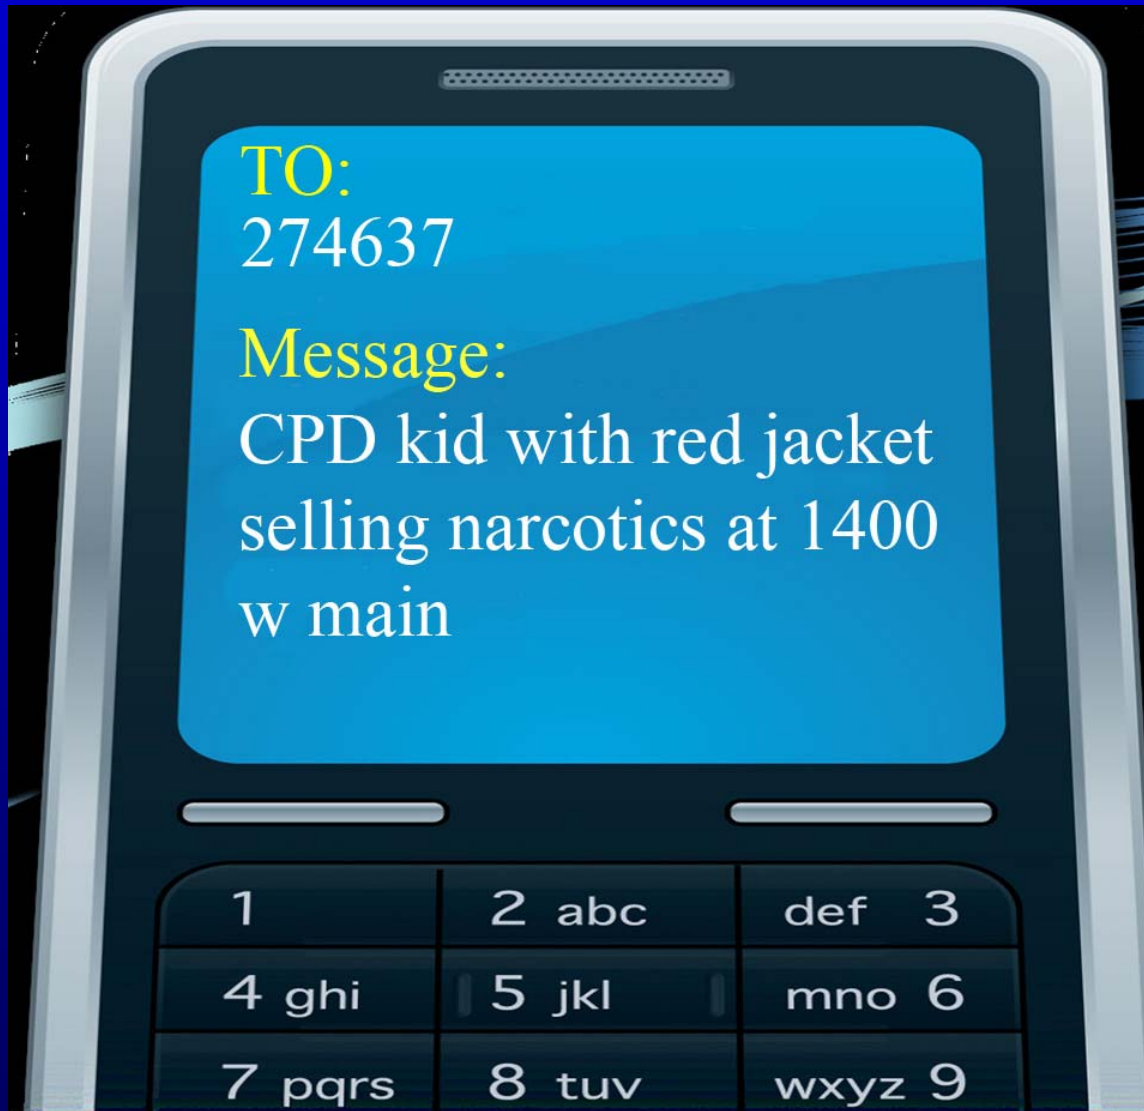 TO:
274637
Message:
CPD kid with red jacket
selling narcotics at 1400
w main
1
2 abc
def 3
4 ghi
5 jkl
mno 6
7 pqrs
8 tuv
wxyz 9